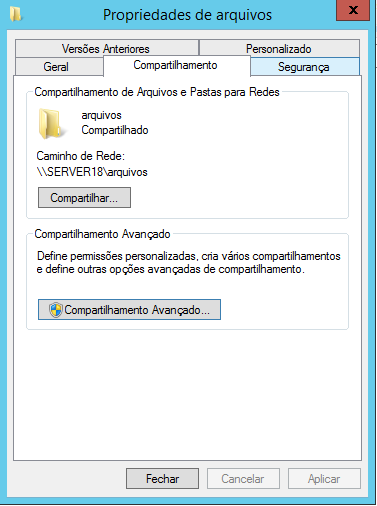 Propriedades de arquivos
x
Versões Anteriores
Personalizado
Geral
Compartilhamento
Segurança
Compartilhamento de Arquivos e Pastas para Redes
arquivos
Compartilhado
Caminho de Rede:
\\SERVER18\arquivos
Compartilhar...
Compartilhamento Avançado
Define permissões personalizadas, cria vários compartilhamentos
e define outras opções avançadas de compartilhamento.
Compartilhamento Avançado...
Fechar
Cancelar
Aplicar